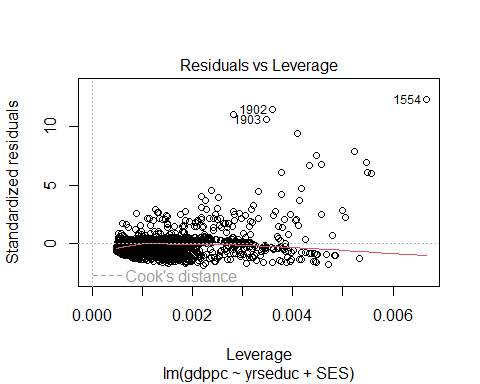 Residuals vs Leverage
Standardized residuals
10
5
0
1902
1903
1554
Cook's distance
0.000
0.002
0.004
0.006
Leverage
lm(gdppc ~ yrseduc + SES)